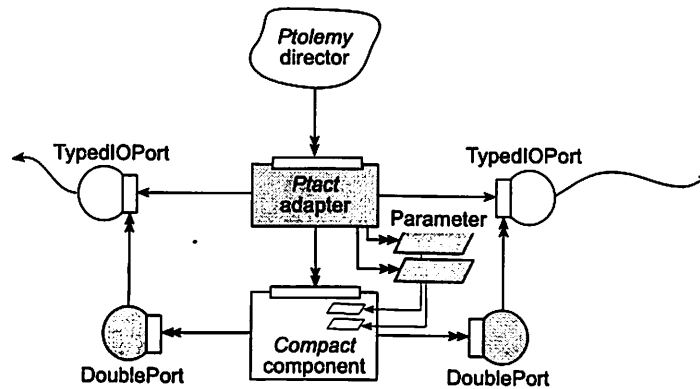 Ptolemy
director
TypedIOPort
TypedIOPort
Ptact
adapter
Parameter
Compact
component
DoublePort
DoublePort